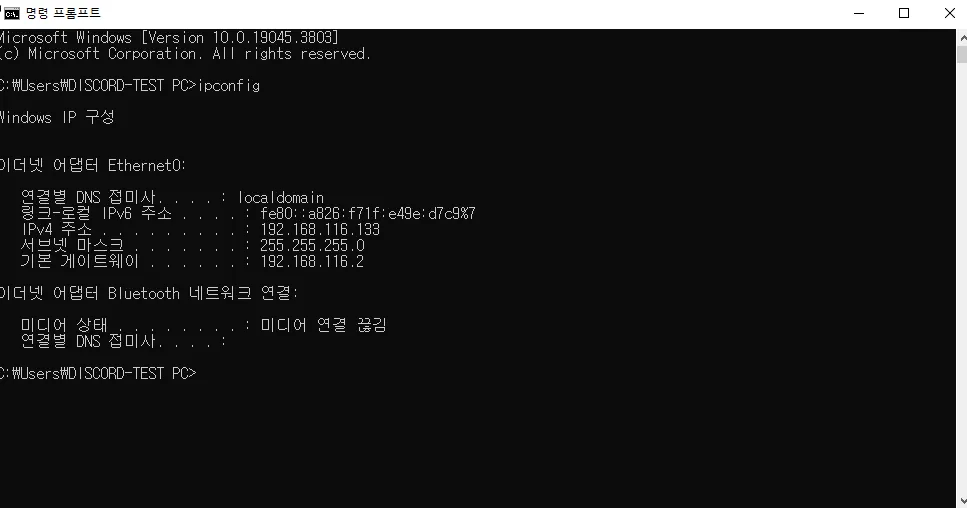 명령 프롬프트
Microsoft Windows [Version 10.0.19045.3803]
(c) Microsoft Corporation. All rights reserved.
C:₩Users₩DISCORD-TEST PC>ipconfig
Windows IP 구성
이더넷 어댑터 Ethernet0:
연결별 DNS 접미사. . . . : localdomain
링크-로컬 IPv6 주소 . . . . : fe80::a826:f71f:e49e:d7c9%7
IPv4 주소 . . . . . . . . . : 192.168.116.133
서브넷 마스크 . . . . . . . : 255.255.255.0
기본 게이트웨이 . . . . . . : 192.168.116.2
이더넷 어댑터 Bluetooth 네트워크 연결:
미디어 상태 . . . . . . . . : 미디어 연결 끊김
연결별 DNS 접미사. . . . :
C:₩Users₩DISCORD-TEST PC>